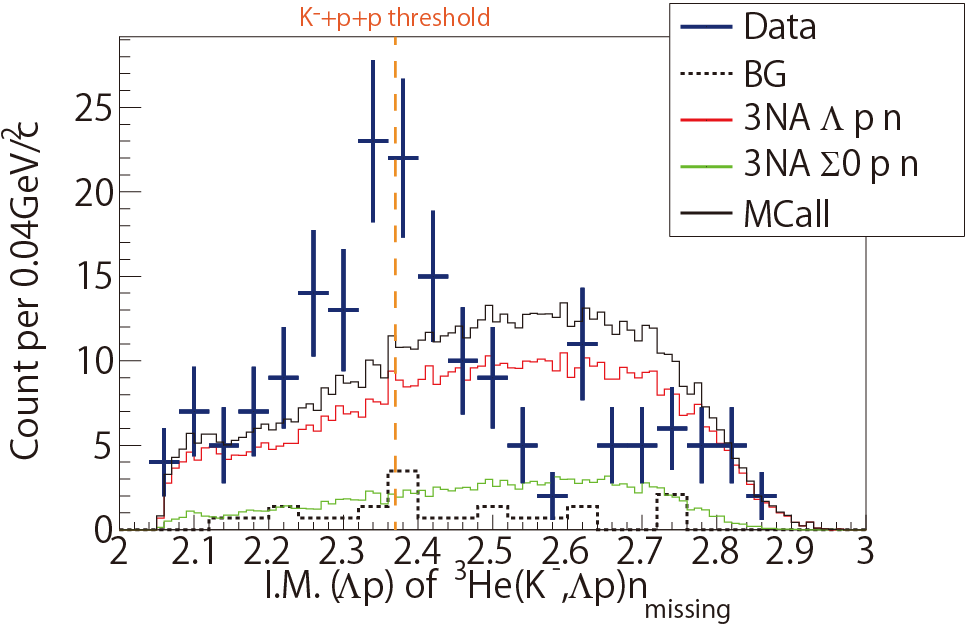 K⁻+p+p threshold
Data
BG
3NA Λ p n
3NA Σ0 p n
MCall
Count per 0.04GeV/c²
25
20
15
10
5
0
2 2.1 2.2 2.3 2.4 2.5 2.6 2.7 2.8 2.9 3
I.M. (Λp) of ³He(K⁻,Λp)n missing